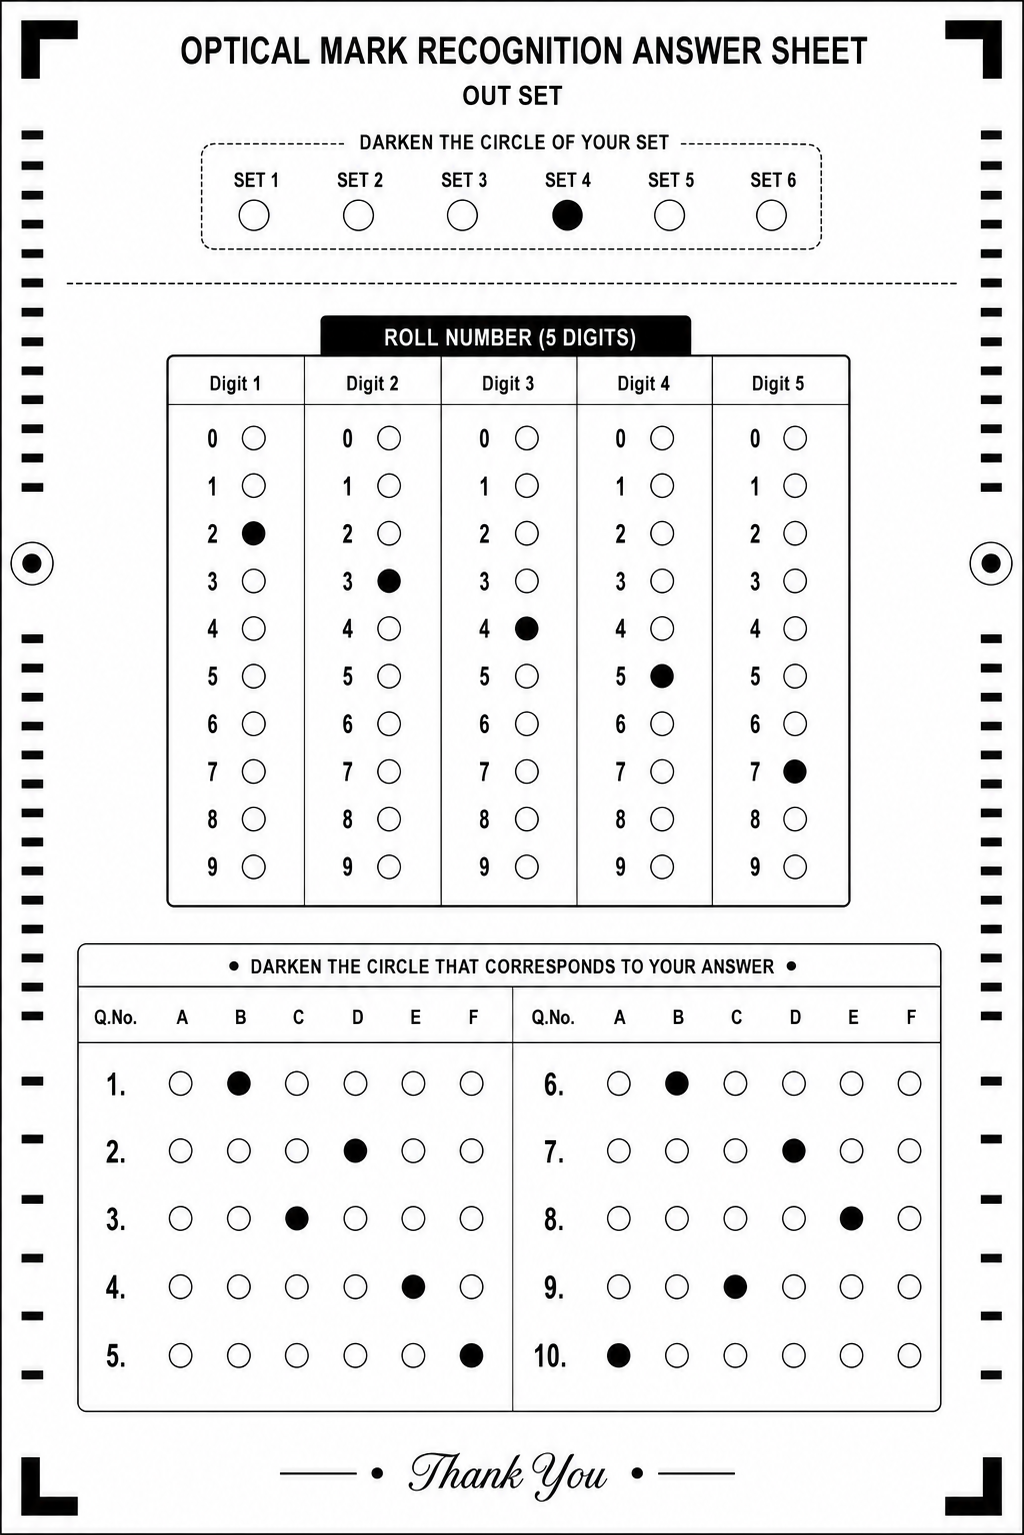 OPTICAL MARK RECOGNITION ANSWER SHEET
OUT SET
DARKEN THE CIRCLE OF YOUR SET
SET 1 SET 2 SET 3 SET 4 SET 5 SET 6
ROLL NUMBER (5 DIGITS)
Digit 1 Digit 2 Digit 3 Digit 4 Digit 5
0 0 0 0 0
1 1 1 1 1
2 2 2 2 2
3 3 3 3 3
4 4 4 4 4
5 5 5 5 5
6 6 6 6 6
7 7 7 7 7
8 8 8 8 8
9 9 9 9 9
• DARKEN THE CIRCLE THAT CORRESPONDS TO YOUR ANSWER •
Q.No. A B C D E F Q.No. A B C D E F
1. 6.
2. 7.
3. 8.
4. 9.
5. 10.
Thank You